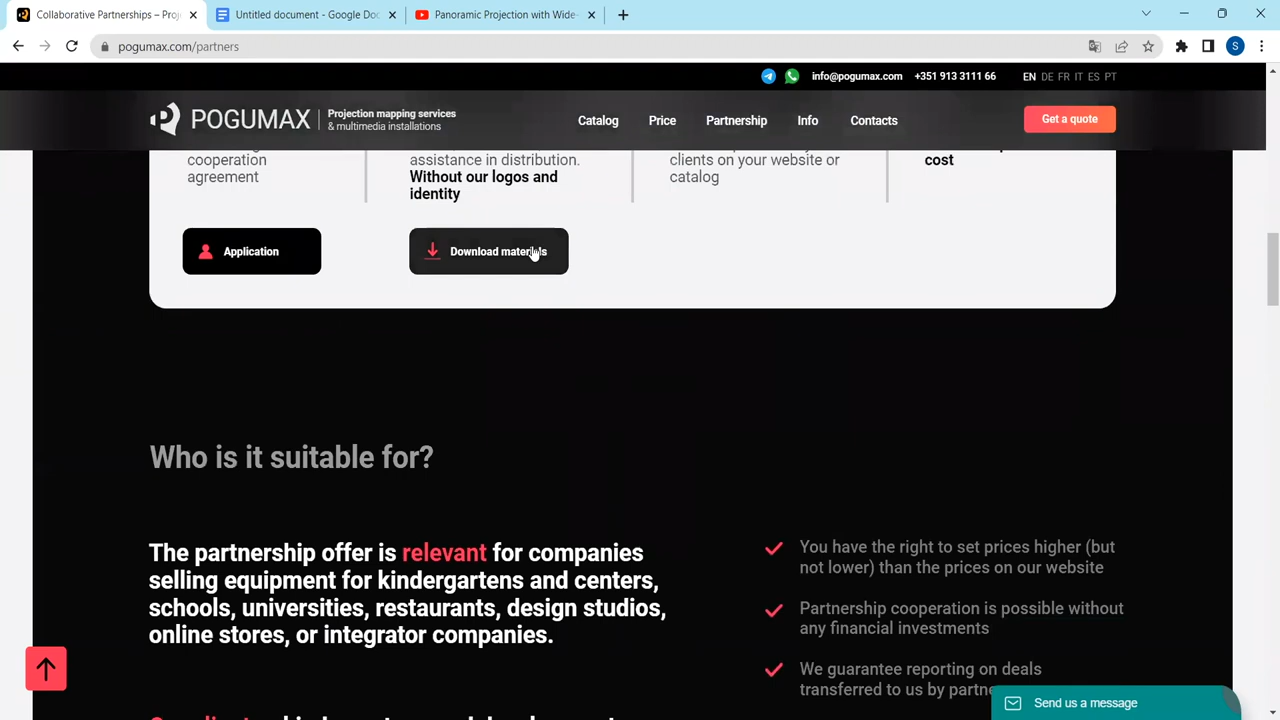 Collaborative Partnerships – Proj
Untitled document - Google Doc
Panoramic Projection with Wide-
pogumax.com/partners
S
info@pogumax.com
+351 913 3111 66
EN DE FR IT ES PT
POGUMAX
Projection mapping services
& multimedia installations
Catalog
Price
Partnership
Info
Contacts
Get a quote
cooperation
agreement
assistance in distribution.
Without our logos and
identity
clients on your website or
catalog
cost
Application
Download materials
Who is it suitable for?
The partnership offer is relevant for companies
selling equipment for kindergartens and centers,
schools, universities, restaurants, design studios,
online stores, or integrator companies.
You have the right to set prices higher (but
not lower) than the prices on our website
Partnership cooperation is possible without
any financial investments
We guarantee reporting on deals
transferred to us by partne
Send us a message